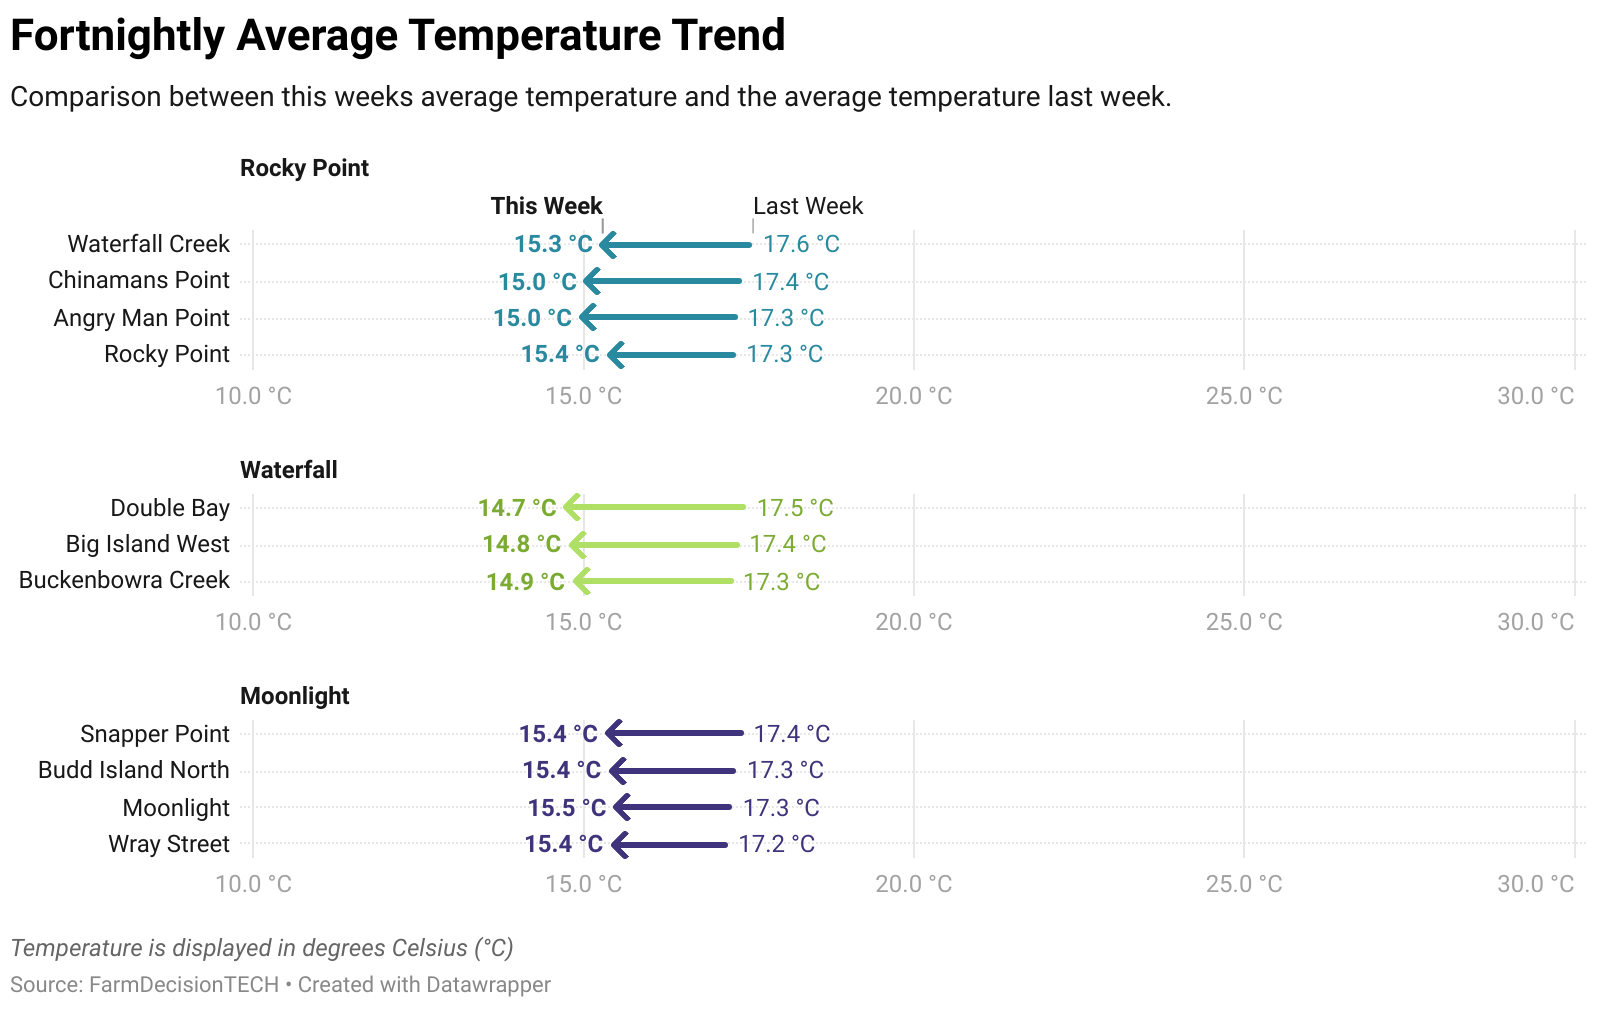 Fortnightly Average Temperature Trend
Comparison between this weeks average temperature and the average temperature last week.
Rocky Point
This Week Last Week
Waterfall Creek 15.3 °C 17.6 °C
Chinamans Point 15.0 °C 17.4 °C
Angry Man Point 15.0 °C 17.3 °C
Rocky Point 15.4 °C 17.3 °C
10.0 °C 15.0 °C 20.0 °C 25.0 °C 30.0 °C
Waterfall
Double Bay 14.7 °C 17.5 °C
Big Island West 14.8 °C 17.4 °C
Buckenbowra Creek 14.9 °C 17.3 °C
10.0 °C 15.0 °C 20.0 °C 25.0 °C 30.0 °C
Moonlight
Snapper Point 15.4 °C 17.4 °C
Budd Island North 15.4 °C 17.3 °C
Moonlight 15.5 °C 17.3 °C
Wray Street 15.4 °C 17.2 °C
10.0 °C 15.0 °C 20.0 °C 25.0 °C 30.0 °C
Temperature is displayed in degrees Celsius (°C)
Source: FarmDecisionTECH • Created with Datawrapper